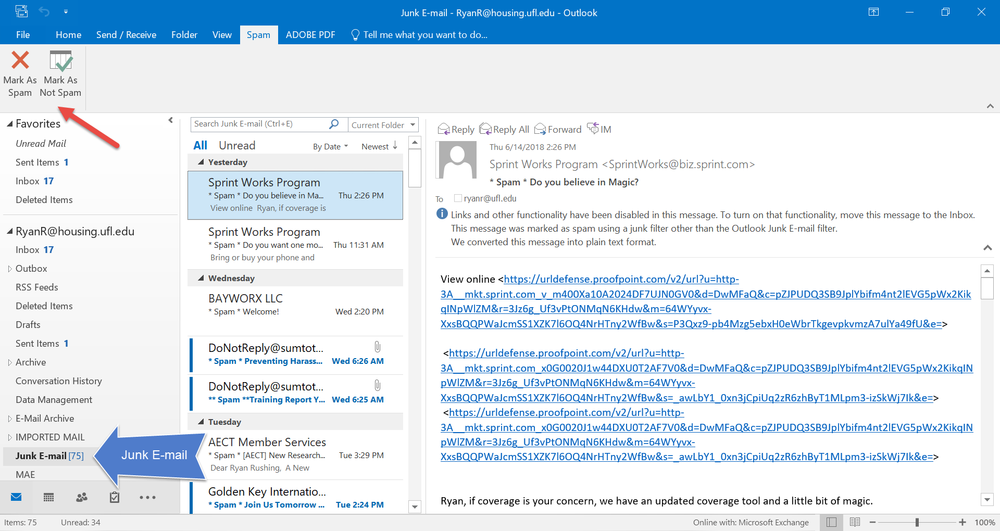 Junk E-mail - RyanR@housing.ufl.edu - Outlook
File Home Send / Receive Folder View Spam ADOBE PDF Tell me what you want to do...
Mark As Spam
Mark As Not Spam
Favorites
Unread Mail
Sent Items 1
Inbox 17
Deleted Items
RyanR@housing.ufl.edu
Inbox 17
Outbox
RSS Feeds
Deleted Items
Drafts
Sent Items 1
Archive
Conversation History
Data Management
E-Mail Archive
IMPORTED MAIL
Junk E-mail [75]
MAE
Junk E-mail
Search Junk E-mail (Ctrl+E)
Current Folder
All Unread By Date Newest
Yesterday
Sprint Works Program
* Spam * Do you believe in Ma... Thu 2:26 PM
View online Ryan, if coverage is
Sprint Works Program
* Spam * Do you want one mo... Thu 11:31 AM
Bring or buy your phone and
Wednesday
BAYWORX LLC
* Spam * Welcome! Wed 2:20 PM
DoNotReply@sumtot...
* Spam * Preventing Harass... Wed 6:26 AM
DoNotReply@sumtot...
** Spam **Training Report Y... Wed 6:25 AM
Tuesday
AECT Member Services
* Spam * [AECT] New Research... Tue 3:29 PM
Dear Ryan Rushing, A New
Golden Key Internatio...
* Spam * Join Us Tomorrow ... Tue 2:24 PM
Reply Reply All Forward IM
Thu 6/14/2018 2:26 PM
Sprint Works Program <SprintWorks@biz.sprint.com>
* Spam * Do you believe in Magic?
To ryanr@ufl.edu
Links and other functionality have been disabled in this message. To turn on that functionality, move this message to the Inbox.
This message was marked as spam using a junk filter other than the Outlook Junk E-mail filter.
We converted this message into plain text format.
View online <https://urldefense.proofpoint.com/v2/url?u=http-
3A__mkt.sprint.com_v_m400Xa10A2024DF7UJN0GV0&d=DwMFaQ&c=pZJPUDQ3SB9JplYbifm4nt2lEVG5pWx2Kik
qINpWlZM&r=3Jz6g_Uf3vPtONMqN6KHdw&m=64WYyvx-
XxsBQQPWaJcmSS1XZK7l6OQ4NrHTny2WfBw&s=P3Qxz9-pb4Mzg5ebxH0eWbrTkgevpkvmzA7ulYa49fU&e=>
<https://urldefense.proofpoint.com/v2/url?u=http-
3A__mkt.sprint.com_x0G0020J1w44DXU0T2AF7V0&d=DwMFaQ&c=pZJPUDQ3SB9JplYbifm4nt2lEVG5pWx2KikqIN
pWlZM&r=3Jz6g_Uf3vPtONMqN6KHdw&m=64WYyvx-
XxsBQQPWaJcmSS1XZK7l6OQ4NrHTny2WfBw&s=_awLbY1_0xn3jCpiUq2zR6zhByT1MLpm3-izSkWj7Ik&e=>
<https://urldefense.proofpoint.com/v2/url?u=http-
3A__mkt.sprint.com_x0G0020J1w44DXU0T2AF7V0&d=DwMFaQ&c=pZJPUDQ3SB9JplYbifm4nt2lEVG5pWx2KikqIN
pWlZM&r=3Jz6g_Uf3vPtONMqN6KHdw&m=64WYyvx-
XxsBQQPWaJcmSS1XZK7l6OQ4NrHTny2WfBw&s=_awLbY1_0xn3jCpiUq2zR6zhByT1MLpm3-izSkWj7Ik&e=>
Ryan, if coverage is your concern, we have an updated coverage tool and a little bit of magic.
Items: 75 Unread: 34 Online with: Microsoft Exchange 100%